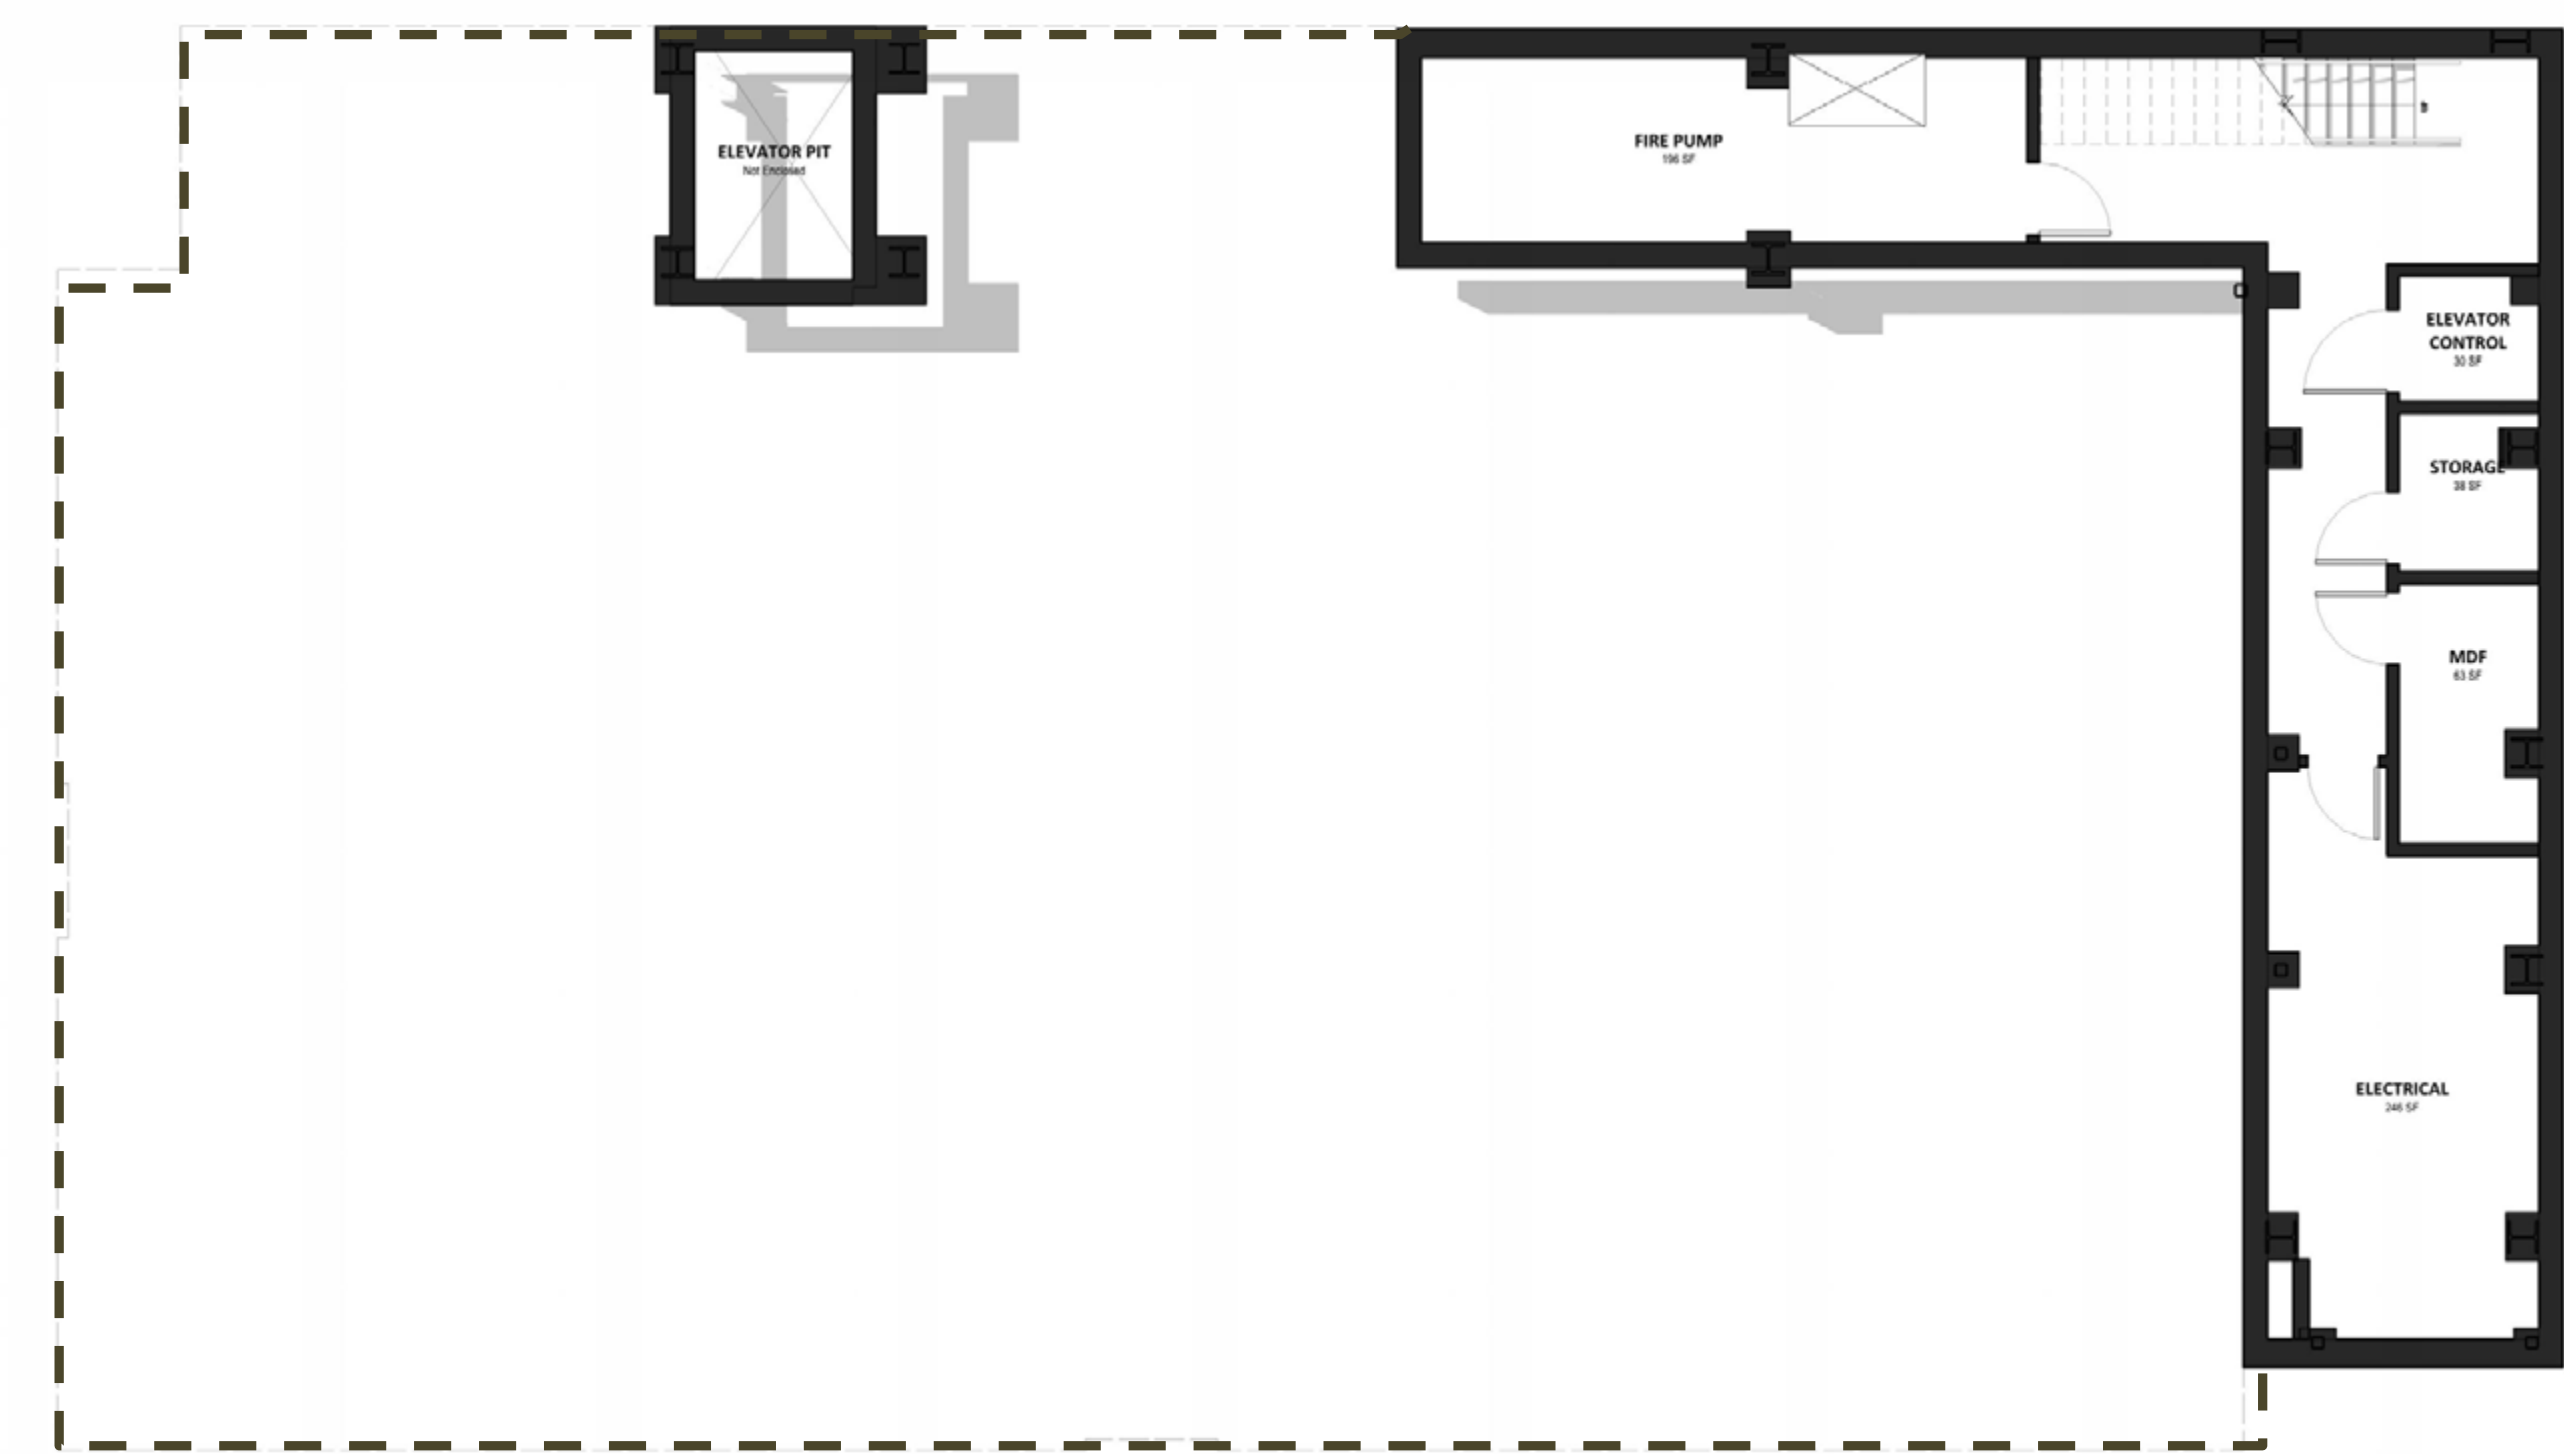 ELEVATOR PIT
Not Enclosed
FIRE PUMP
196 SF
ELEVATOR
CONTROL
30 SF
STORAGE
38 SF
MDF
63 SF
ELECTRICAL
246 SF